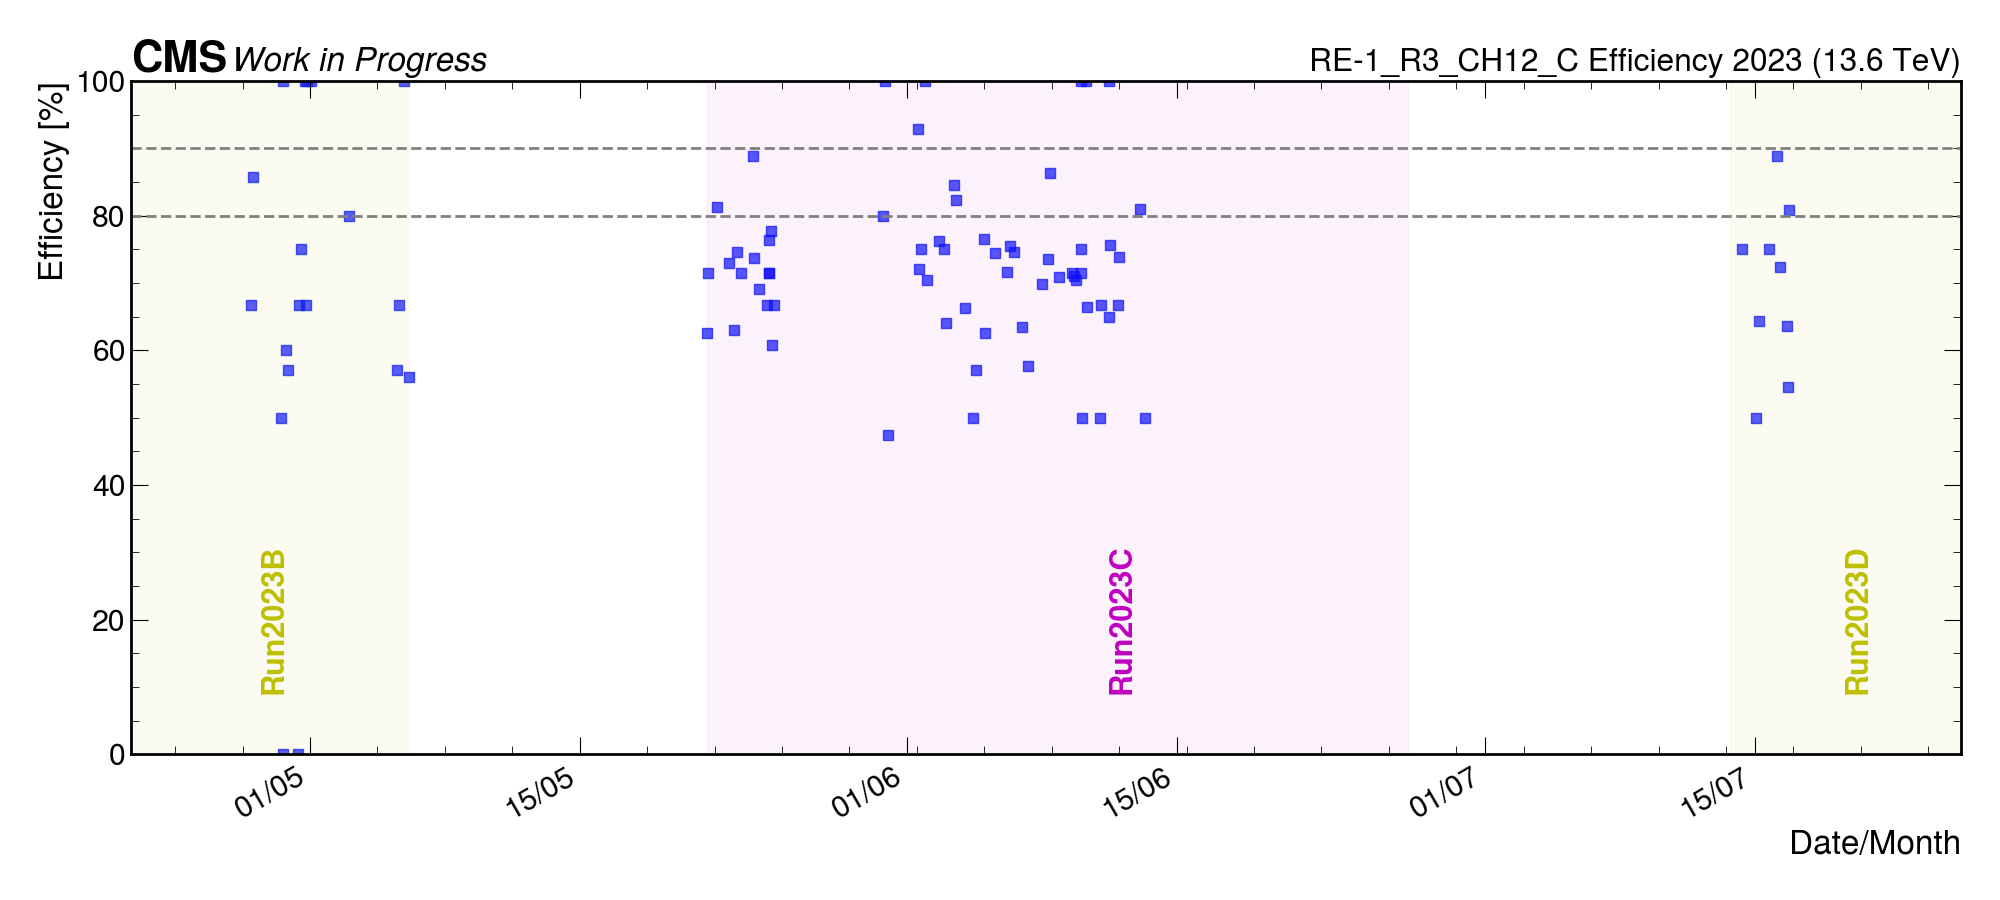 CMS Work in Progress
RE-1_R3_CH12_C Efficiency 2023 (13.6 TeV)
Efficiency [%]
100
80
60
40
20
0
Run2023B
Run2023C
Run2023D
01/05
15/05
01/06
15/06
01/07
15/07
Date/Month